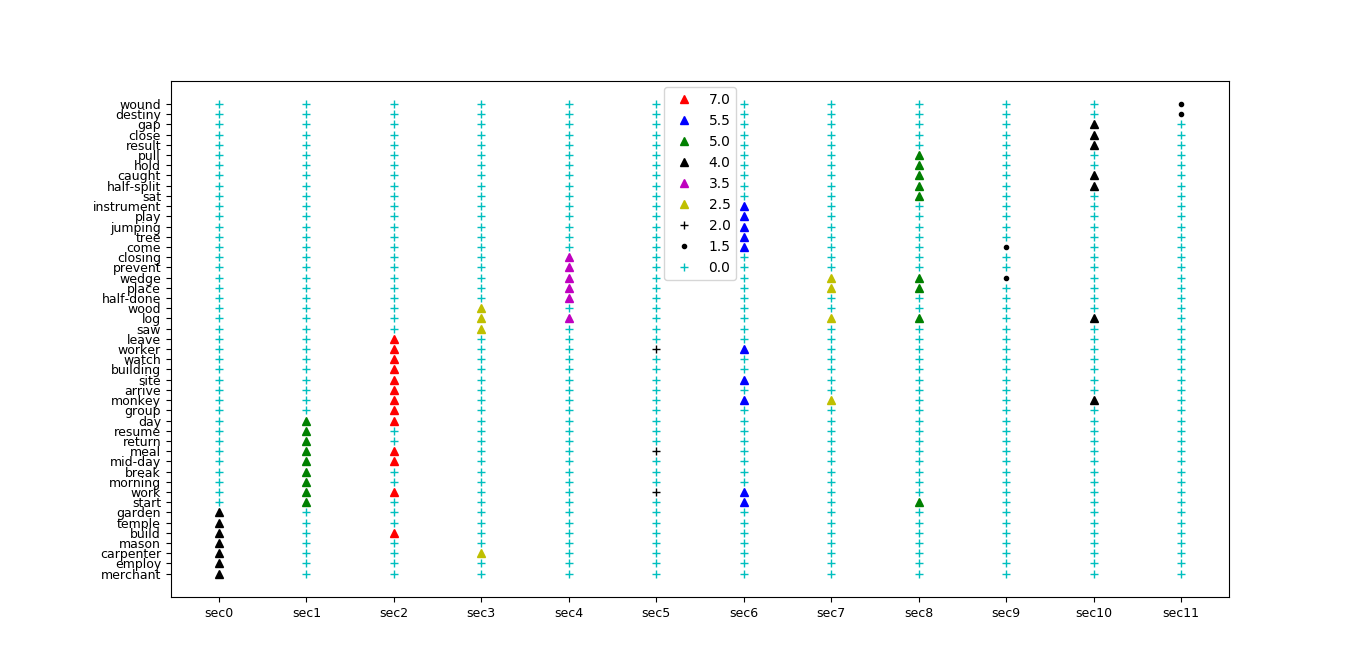 wound
destiny
gap
close
result
pull
hold
caught
half-split
sat
instrument
play
jumping
tree
come
closing
prevent
wedge
place
half-done
wood
log
saw
leave
worker
watch
building
site
arrive
monkey
group
day
resume
return
meal
mid-day
break
morning
work
start
garden
temple
build
mason
carpenter
employ
merchant
7.0
5.5
5.0
4.0
3.5
2.5
2.0
1.5
0.0
sec0 sec1 sec2 sec3 sec4 sec5 sec6 sec7 sec8 sec9 sec10 sec11